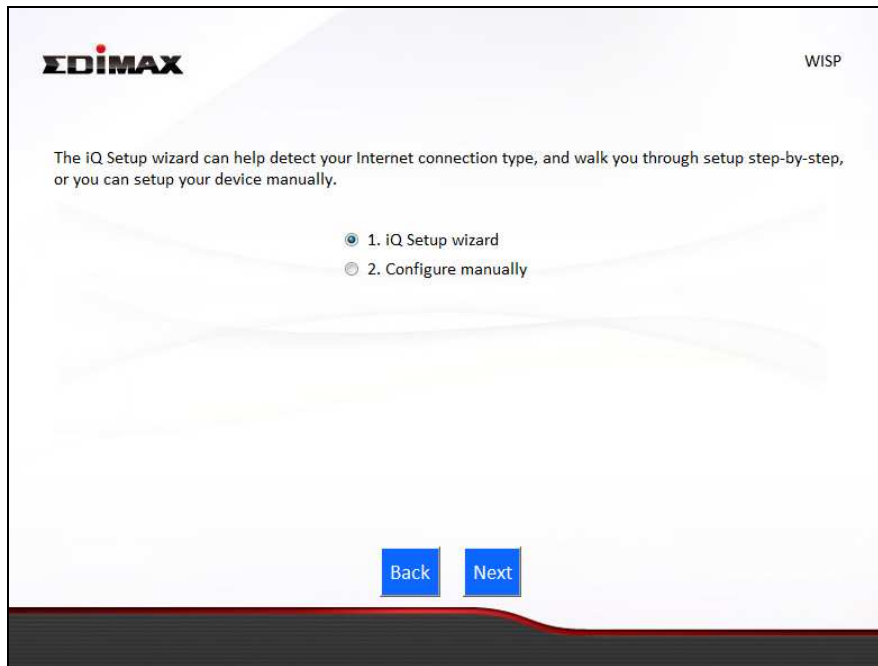 EDIMAX
WISP
The iQ Setup wizard can help detect your Internet connection type, and walk you through setup step-by-step,
or you can setup your device manually.
1. iQ Setup wizard
2. Configure manually
Back Next